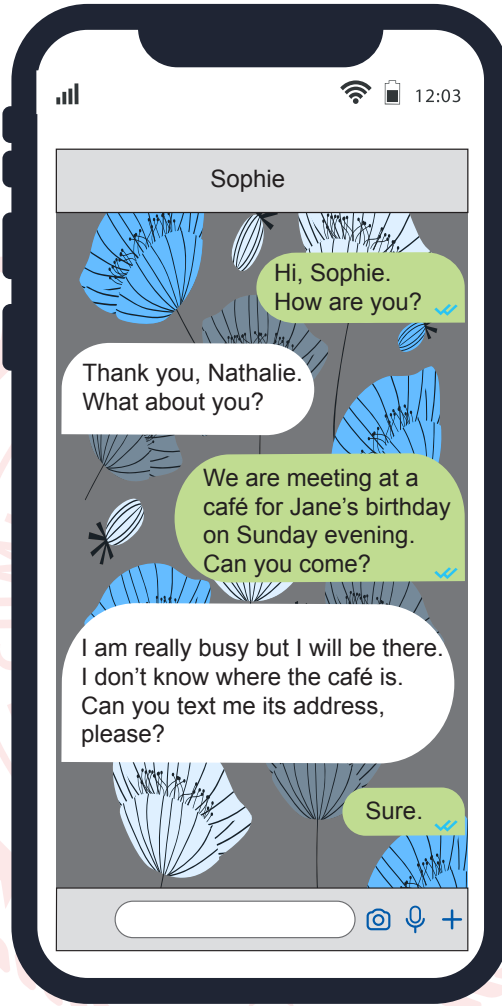 12:03
Sophie
Hi, Sophie.
How are you?
Thank you, Nathalie.
What about you?
We are meeting at a
café for Jane's birthday
on Sunday evening.
Can you come?
I am really busy but I will be there.
I don't know where the café is.
Can you text me its address,
please?
Sure.